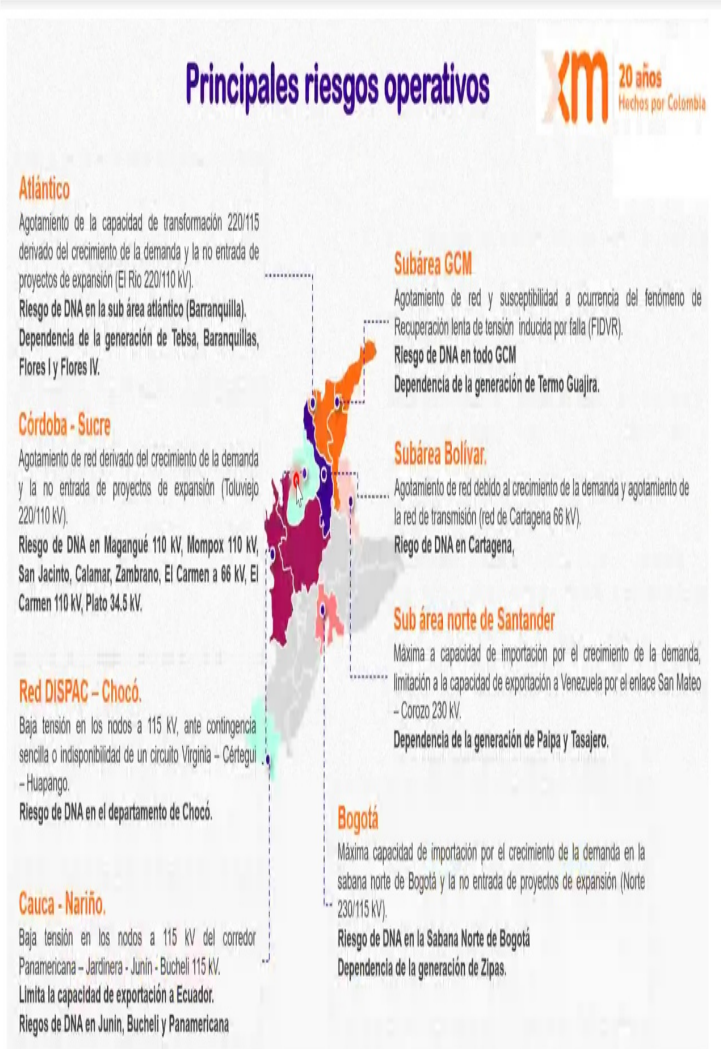 Principales riesgos operativos
xm
20 años
Hechos por Colombia
Atlántico
Agotamiento de la capacidad de transformación 220/115
derivado del crecimiento de la demanda y la no entrada de
proyectos de expansión (El Rio 220/110 kV).
Riesgo de DNA en la sub área atlántico (Barranquilla).
Dependencia de la generación de Tebsa, Baranquillas,
Flores I y Flores IV.
Córdoba - Sucre
Agotamiento de red derivado del crecimiento de la demanda
y la no entrada de proyectos de expansión (Toluviejo
220/110 kV).
Riesgo de DNA en Magangué 110 kV, Mompox 110 kV,
San Jacinto, Calamar, Zambrano, El Carmen a 66 kV, El
Carmen 110 kV, Plato 34.5 kV.
Red DISPAC – Chocó.
Baja tensión en los nodos a 115 kV, ante contingencia
sencilla o indisponibilidad de un circuito Virginia – Cértegui
– Huapango.
Riesgo de DNA en el departamento de Chocó.
Cauca - Nariño.
Baja tensión en los nodos a 115 kV del corredor
Panamericana – Jardinera - Junín - Bucheli 115 kV.
Limita la capacidad de exportación a Ecuador.
Riegos de DNA en Junin, Bucheli y Panamericana
Subárea GCM
Agotamiento de red y susceptibilidad a ocurrencia del fenómeno de
Recuperación lenta de tensión inducida por falla (FIDVR).
Riesgo de DNA en todo GCM
Dependencia de la generación de Termo Guajira.
Subárea Bolívar.
Agotamiento de red debido al crecimiento de la demanda y agotamiento de
la red de transmisión (red de Cartagena 66 kV).
Riego de DNA en Cartagena,
Sub área norte de Santander
Máxima a capacidad de importación por el crecimiento de la demanda,
limitación a la capacidad de exportación a Venezuela por el enlace San Mateo
– Corozo 230 kV.
Dependencia de la generación de Paipa y Tasajero.
Bogotá
Máxima capacidad de importación por el crecimiento de la demanda en la
sabana norte de Bogotá y la no entrada de proyectos de expansión (Norte
230/115 kV).
Riesgo de DNA en la Sabana Norte de Bogotá
Dependencia de la generación de Zipas.